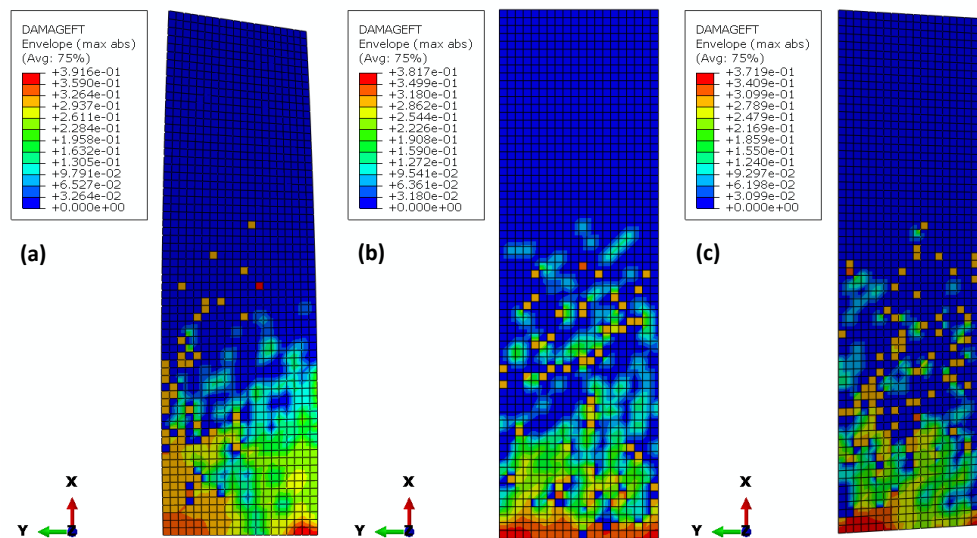 DAMAGEFT
Envelope (max abs)
(Avg: 75%)
+3.916e-01
+3.590e-01
+3.264e-01
+2.937e-01
+2.611e-01
+2.284e-01
+1.958e-01
+1.632e-01
+1.305e-01
+9.791e-02
+6.527e-02
+3.264e-02
+0.000e+00
(a)
X
Y
DAMAGEFT
Envelope (max abs)
(Avg: 75%)
+3.817e-01
+3.499e-01
+3.180e-01
+2.862e-01
+2.544e-01
+2.226e-01
+1.908e-01
+1.590e-01
+1.272e-01
+9.541e-02
+6.361e-02
+3.180e-02
+0.000e+00
(b)
X
Y
DAMAGEFT
Envelope (max abs)
(Avg: 75%)
+3.719e-01
+3.409e-01
+3.099e-01
+2.789e-01
+2.479e-01
+2.169e-01
+1.859e-01
+1.550e-01
+1.240e-01
+9.297e-02
+6.198e-02
+3.099e-02
+0.000e+00
(c)
X
Y